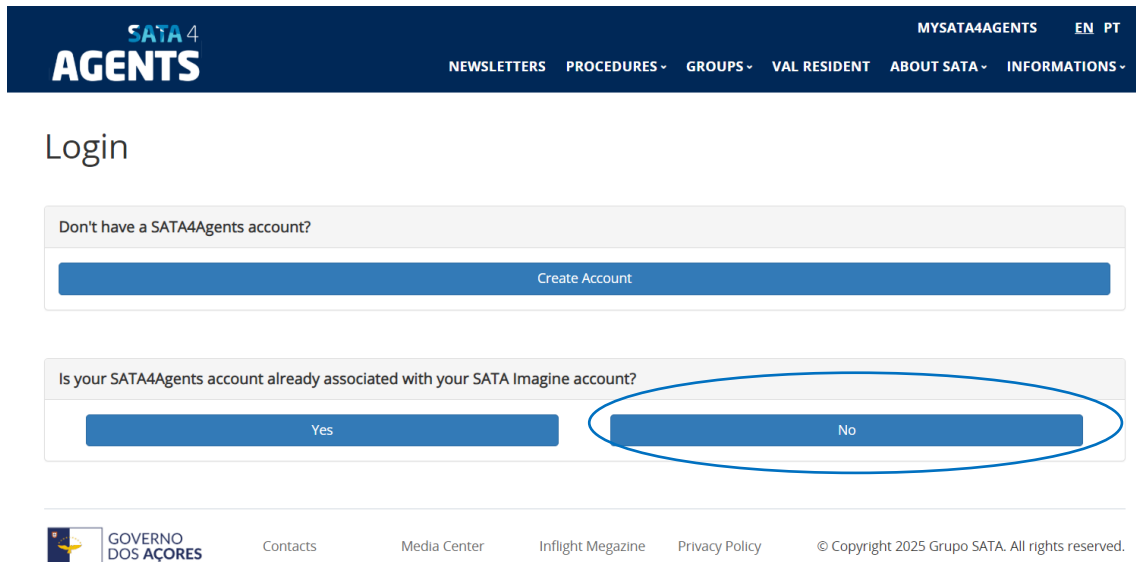 SATA 4
AGENTS
MYSATA4AGENTS EN PT
NEWSLETTERS PROCEDURES GROUPS VAL RESIDENT ABOUT SATA INFORMATIONS
Login
Don't have a SATA4Agents account?
Create Account
Is your SATA4Agents account already associated with your SATA Imagine account?
Yes No
GOVERNO
DOS AÇORES
Contacts Media Center Inflight Megazine Privacy Policy © Copyright 2025 Grupo SATA. All rights reserved.